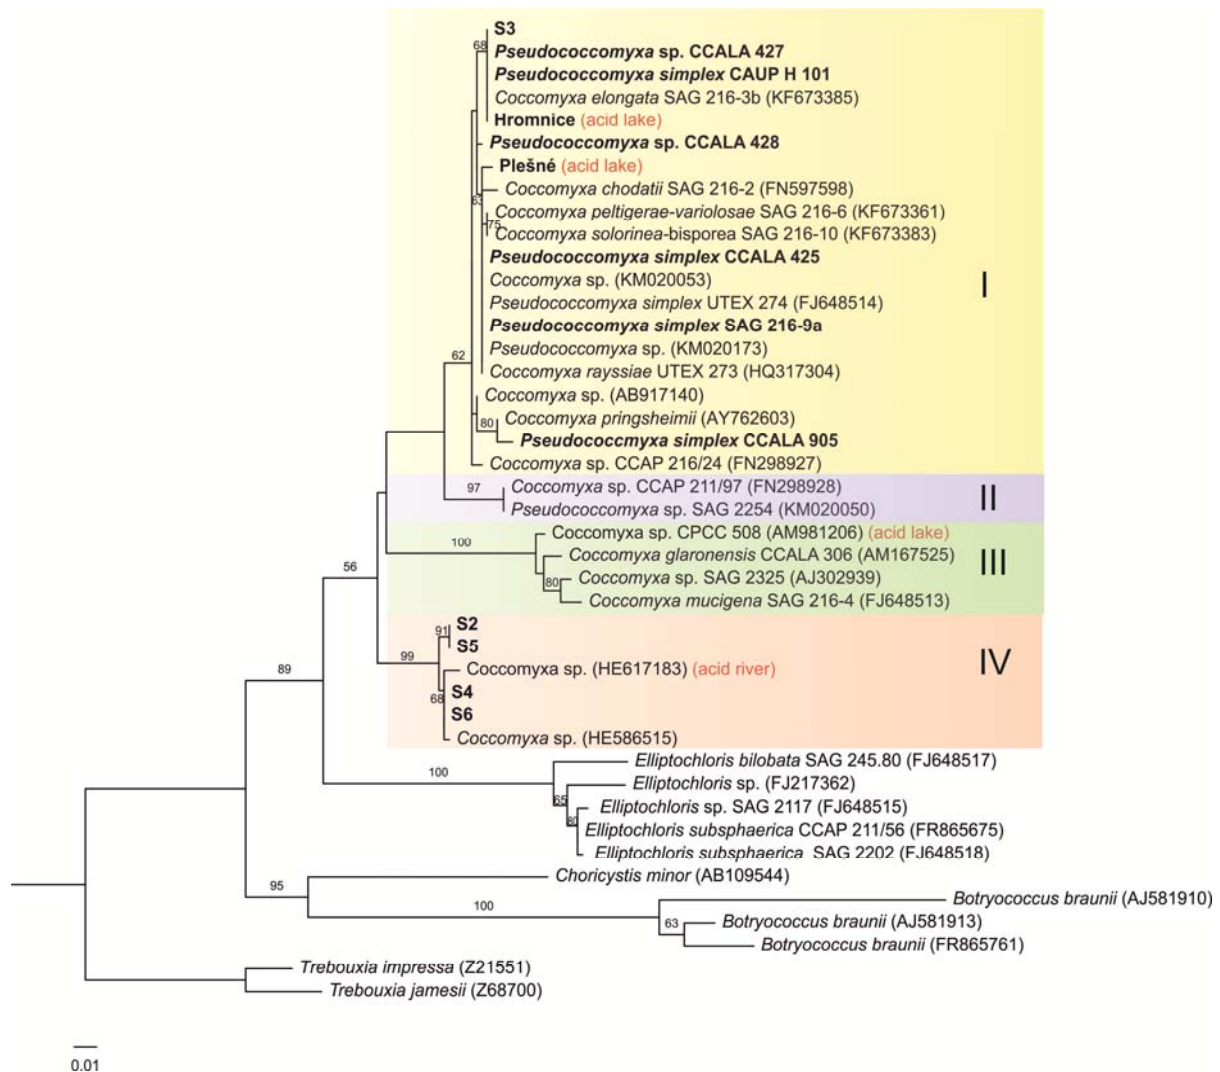 S3
68
Pseudococcomyxa sp. CCALA 427
Pseudococcomyxa simplex CAUP H 101
Coccomyxa elongata SAG 216-3b (KF673385)
Hromnice (acid lake)
Pseudococcomyxa sp. CCALA 428
Plešné (acid lake)
Coccomyxa chodatii SAG 216-2 (FN597598)
63
Coccomyxa peltigerae-variolosae SAG 216-6 (KF673361)
75
Coccomyxa solorinea-bisporea SAG 216-10 (KF673383)
Pseudococcomyxa simplex CCALA 425
Coccomyxa sp. (KM020053)
I
Pseudococcomyxa simplex UTEX 274 (FJ648514)
Pseudococcomyxa simplex SAG 216-9a
Pseudococcomyxa sp. (KM020173)
62
Coccomyxa rayssiae UTEX 273 (HQ317304)
Coccomyxa sp. (AB917140)
Coccomyxa pringsheimii (AY762603)
80
Pseudococcmyxa simplex CCALA 905
Coccomyxa sp. CCAP 216/24 (FN298927)
97
Coccomyxa sp. CCAP 211/97 (FN298928)
II
Pseudococcomyxa sp. SAG 2254 (KM020050)
Coccomyxa sp. CPCC 508 (AM981206) (acid lake)
100
Coccomyxa glaronensis CCALA 306 (AM167525)
III
56
Coccomyxa sp. SAG 2325 (AJ302939)
80
Coccomyxa mucigena SAG 216-4 (FJ648513)
S2
91
S5
99
IV
Coccomyxa sp. (HE617183) (acid river)
89
S4
68
S6
Coccomyxa sp. (HE586515)
Elliptochloris bilobata SAG 245.80 (FJ648517)
100
Elliptochloris sp. (FJ217362)
65
Elliptochloris sp. SAG 2117 (FJ648515)
Elliptochloris subsphaerica CCAP 211/56 (FR865675)
Elliptochloris subsphaerica SAG 2202 (FJ648518)
Choricystis minor (AB109544)
95
Botryococcus braunii (AJ581910)
100
Botryococcus braunii (AJ581913)
63
Botryococcus braunii (FR865761)
Trebouxia impressa (Z21551)
Trebouxia jamesii (Z68700)
0.01